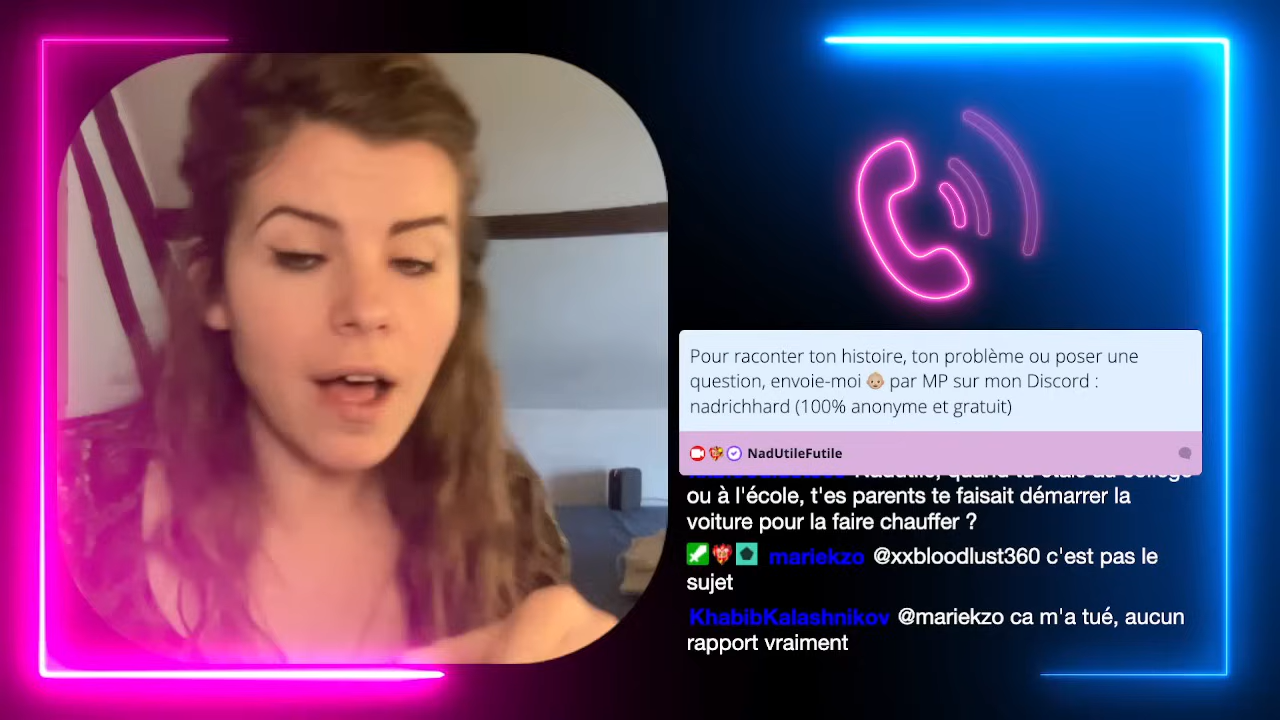 Pour raconter ton histoire, ton problème ou poser une
question, envoie-moi 👶🏼 par MP sur mon Discord :
nadrichhard (100% anonyme et gratuit)
NadUtileFutile
ou à l'école, t'es parents te faisait démarrer la
voiture pour la faire chauffer ?
mariekzo @xxbloodlust360 c'est pas le
sujet
KhabibKalashnikov @mariekzo ca m'a tué, aucun
rapport vraiment